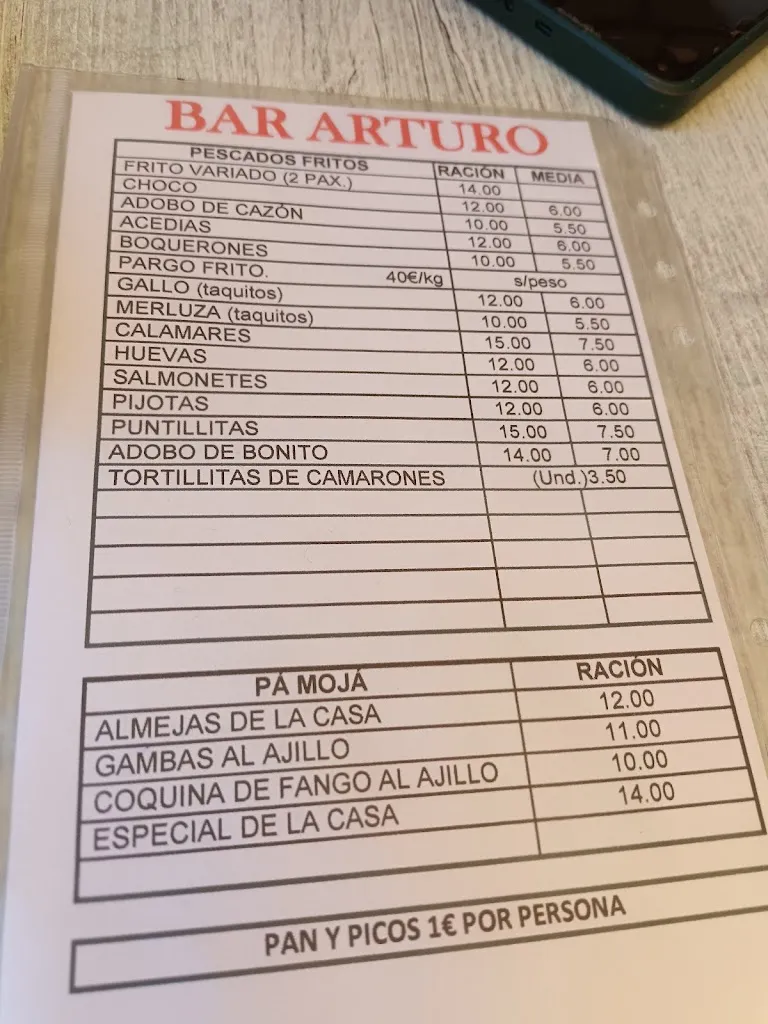 BAR ARTURO
PESCADOS FRITOS RACIÓN MEDIA
FRITO VARIADO (2 PAX.) 14.00
CHOCO 12.00 6.00
ADOBO DE CAZÓN 10.00 5.50
ACEDIAS 12.00 6.00
BOQUERONES 10.00 5.50
PARGO FRITO. 40€/kg s/peso
GALLO (taquitos) 12.00 6.00
MERLUZA (taquitos) 10.00 5.50
CALAMARES 15.00 7.50
HUEVAS 12.00 6.00
SALMONETES 12.00 6.00
PIJOTAS 12.00 6.00
PUNTILLITAS 15.00 7.50
ADOBO DE BONITO 14.00 7.00
TORTILLITAS DE CAMARONES (Und.)3.50
PÁ MOJÁ RACIÓN
ALMEJAS DE LA CASA 12.00
GAMBAS AL AJILLO 11.00
COQUINA DE FANGO AL AJILLO 10.00
ESPECIAL DE LA CASA 14.00
PAN Y PICOS 1€ POR PERSONA